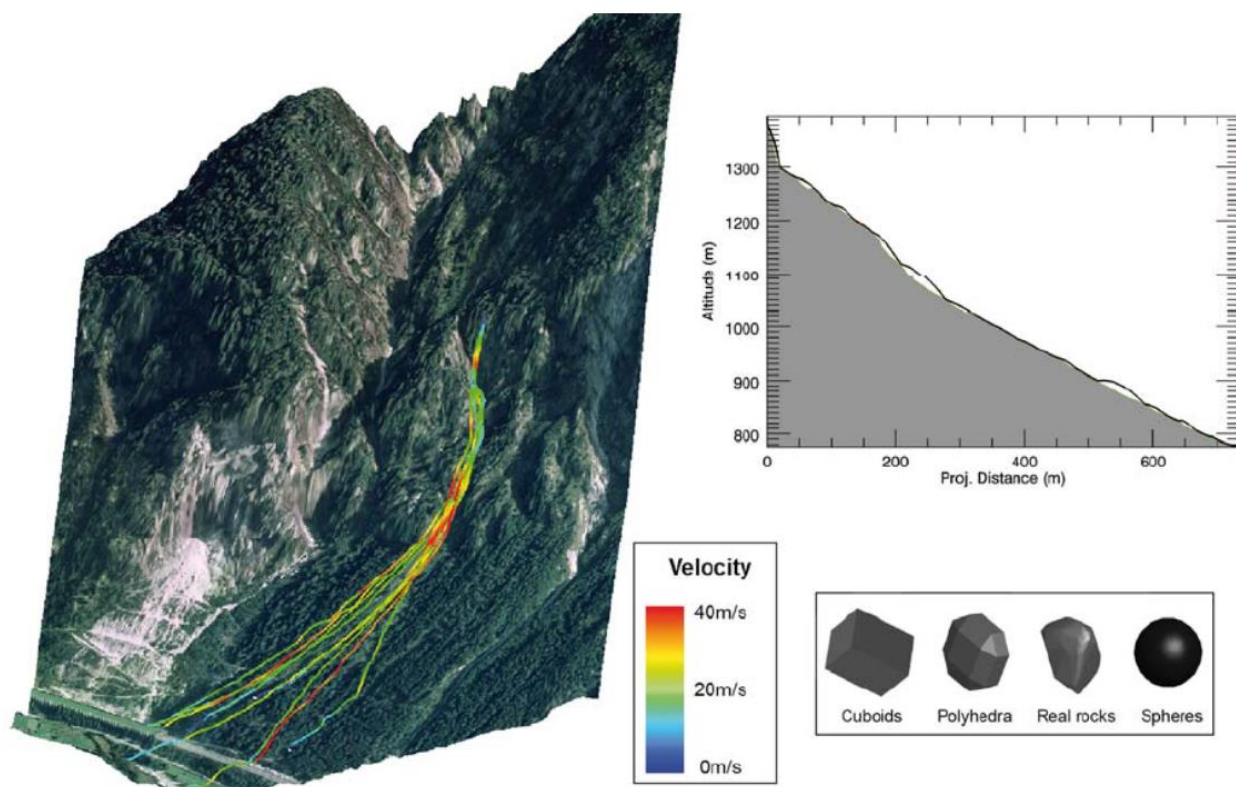 1300
1200
1100
1000
900
800
Altitude (m)
0 200 400 600
Proj. Distance (m)
Velocity
40m/s
20m/s
0m/s
Cuboids Polyhedra Real rocks Spheres